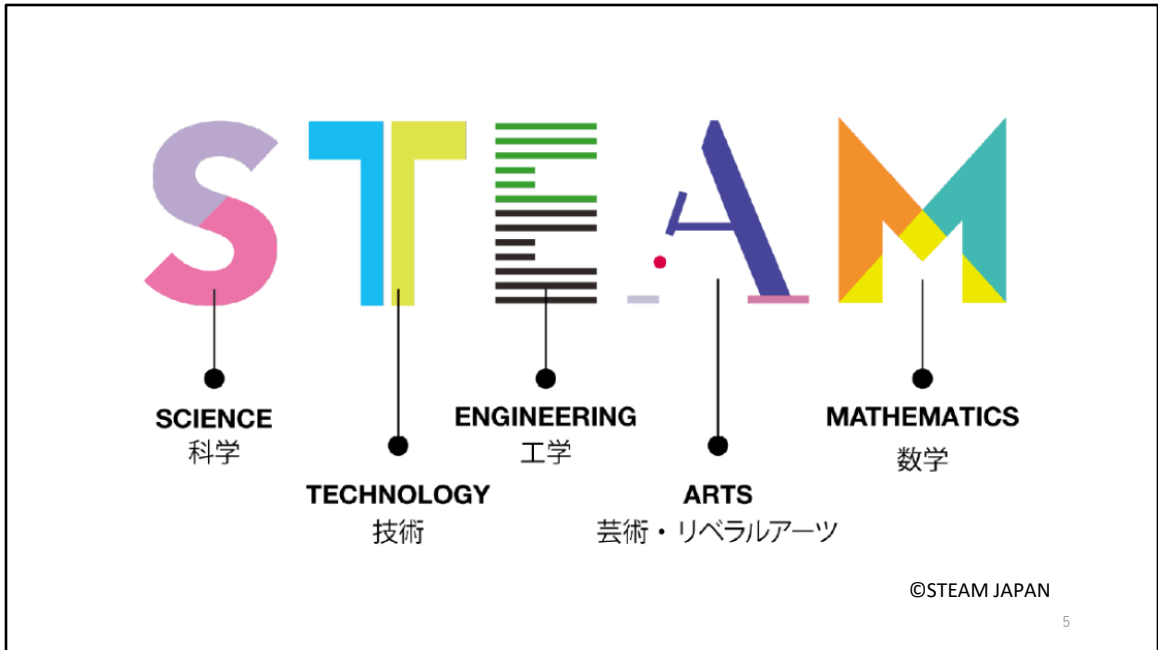 STEAM
SCIENCE
科学
TECHNOLOGY
技術
ENGINEERING
工学
ARTS
芸術・リベラルアーツ
MATHEMATICS
数学
©STEAM JAPAN
5